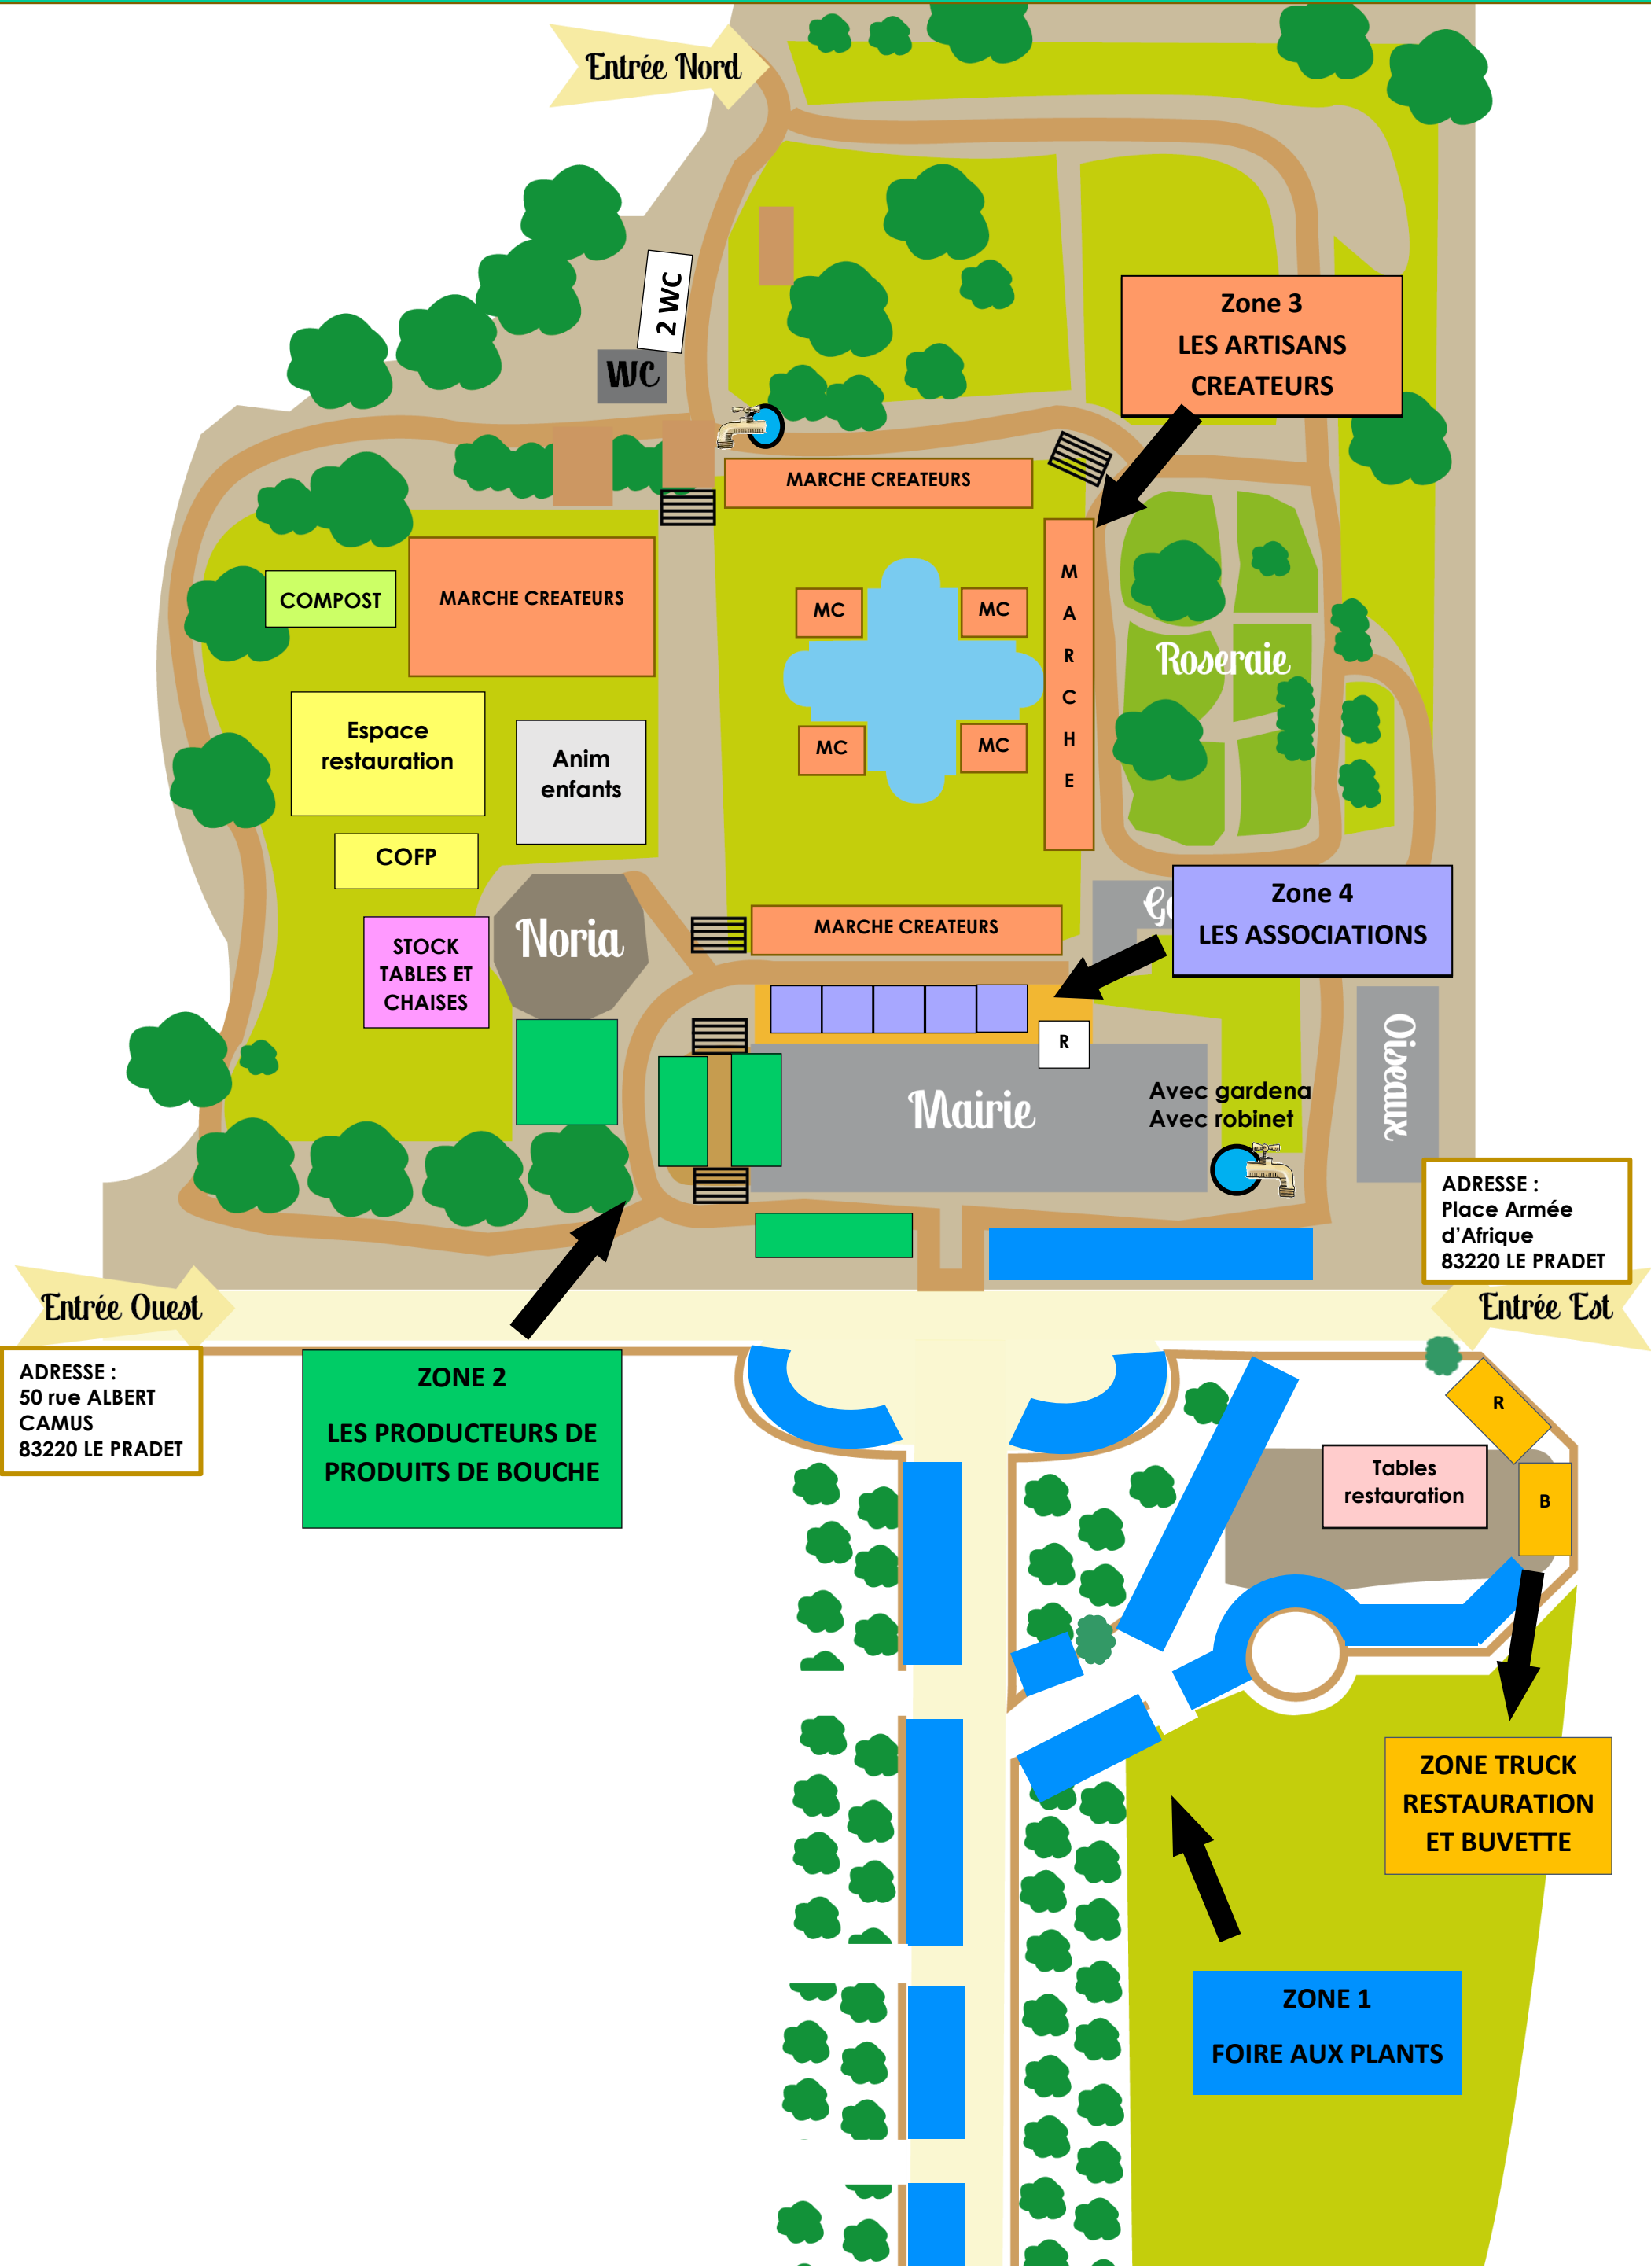 Entrée Nord
2 WC
WC
Zone 3
LES ARTISANS
CREATEURS
MARCHE CREATEURS
COMPOST
MARCHE CREATEURS
MC
MC
M
A
R
C
H
E
Roseraie
Espace
restauration
Anim
enfants
MC
MC
COFP
Zone 4
LES ASSOCIATIONS
MARCHE CREATEURS
Noria
STOCK
TABLES ET
CHAISES
R
Oiseaux
Mairie
Avec gardena
Avec robinet
ADRESSE :
Place Armée
d’Afrique
83220 LE PRADET
Entrée Ouest
Entrée Est
ADRESSE :
50 rue ALBERT
CAMUS
83220 LE PRADET
ZONE 2
LES PRODUCTEURS DE
PRODUITS DE BOUCHE
R
Tables
restauration
B
ZONE TRUCK
RESTAURATION
ET BUVETTE
ZONE 1
FOIRE AUX PLANTS